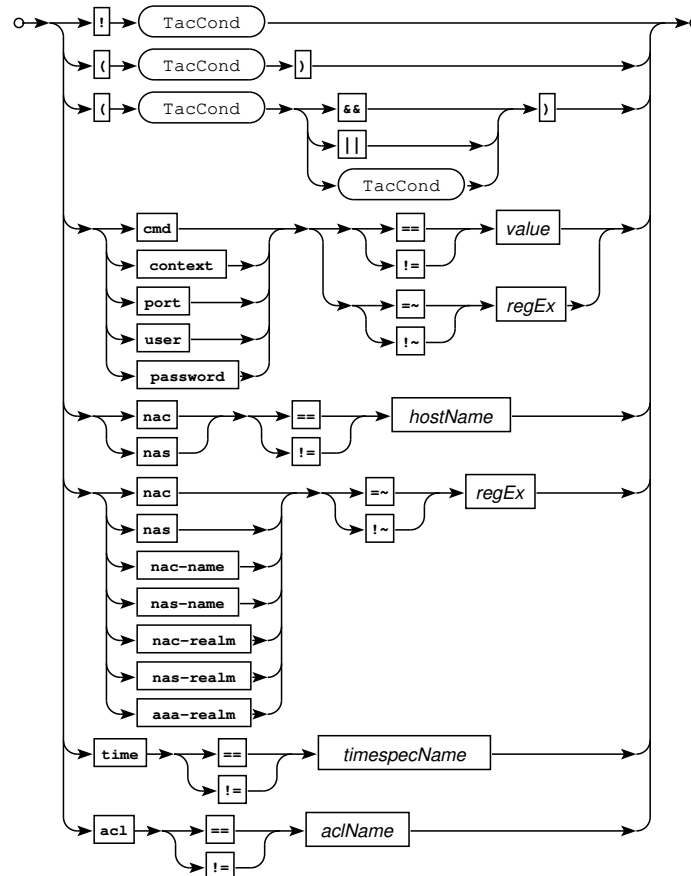 ! TacCond
( TacCond )
( TacCond && )
||
TacCond
cmd == value
context !=
port =~ regEx
user !~
password
nac == hostName
nas !=
nac =~ regEx
nas !~
nac-name
nas-name
nac-realm
nas-realm
aaa-realm
time == timespecName
!=
acl == aclName
!=